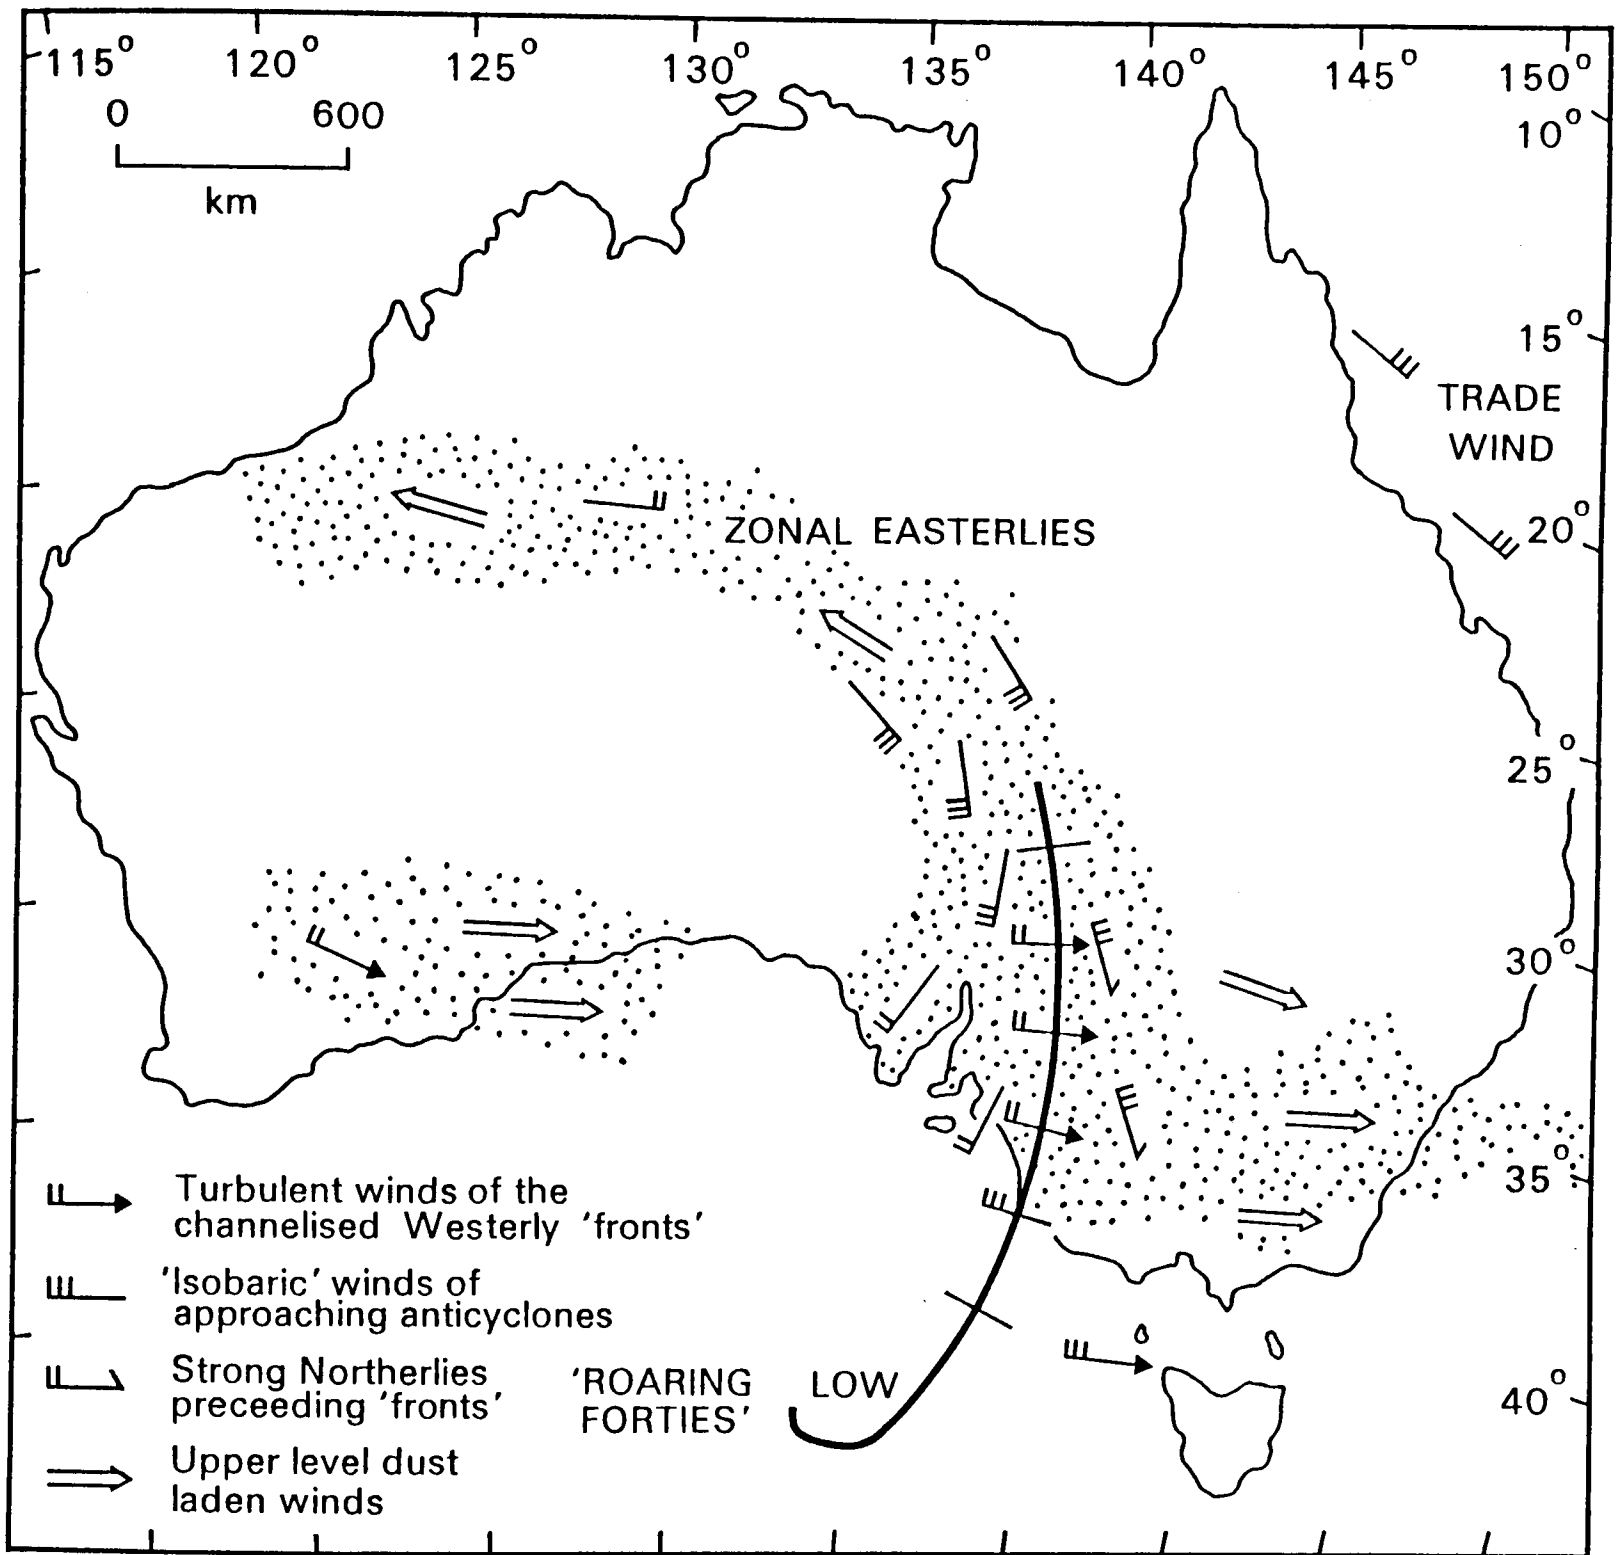 115° 120° 125° 130° 135° 140° 145° 150°
0 600
km
10°
15°
TRADE
WIND
20°
ZONAL EASTERLIES
25°
30°
35°
40°
Turbulent winds of the
channelised Westerly 'fronts'
'Isobaric' winds of
approaching anticyclones
Strong Northerlies
preceeding 'fronts'
Upper level dust
laden winds
'ROARING
FORTIES'
LOW